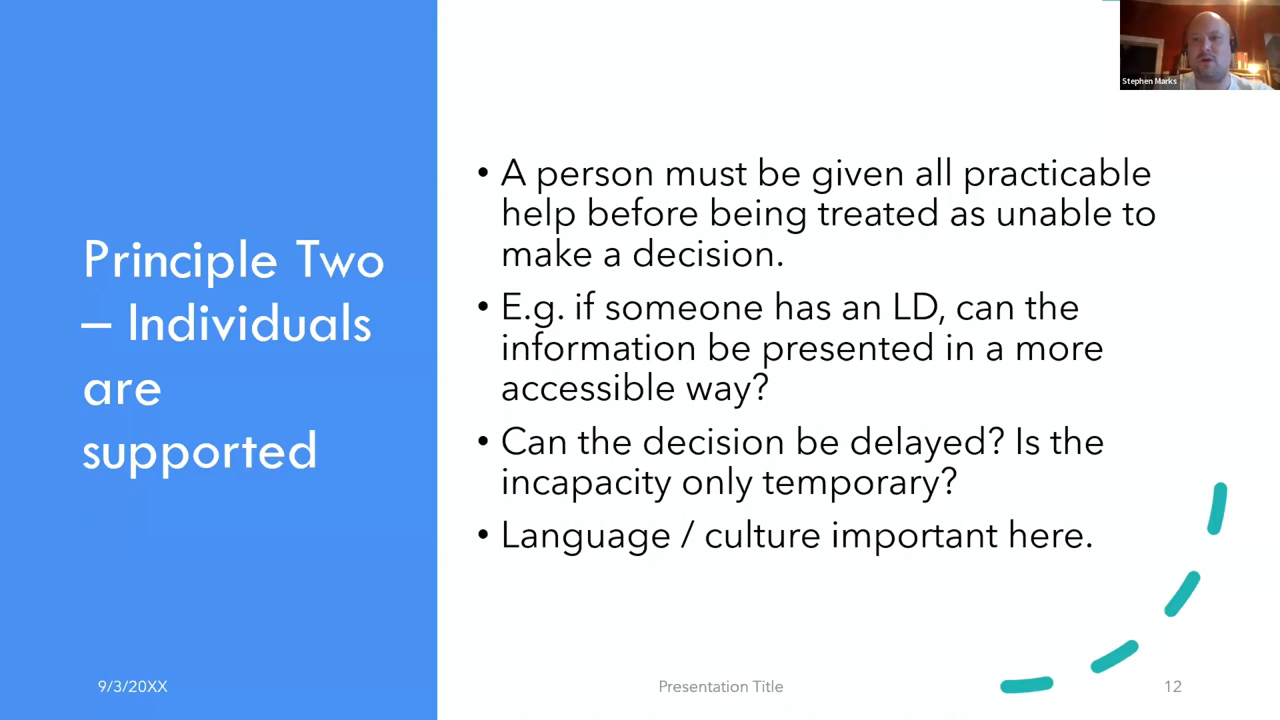 Stephen Marks
Principle Two
– Individuals
are
supported
• A person must be given all practicable
help before being treated as unable to
make a decision.
• E.g. if someone has an LD, can the
information be presented in a more
accessible way?
• Can the decision be delayed? Is the
incapacity only temporary?
• Language / culture important here.
9/3/20XX
Presentation Title
12